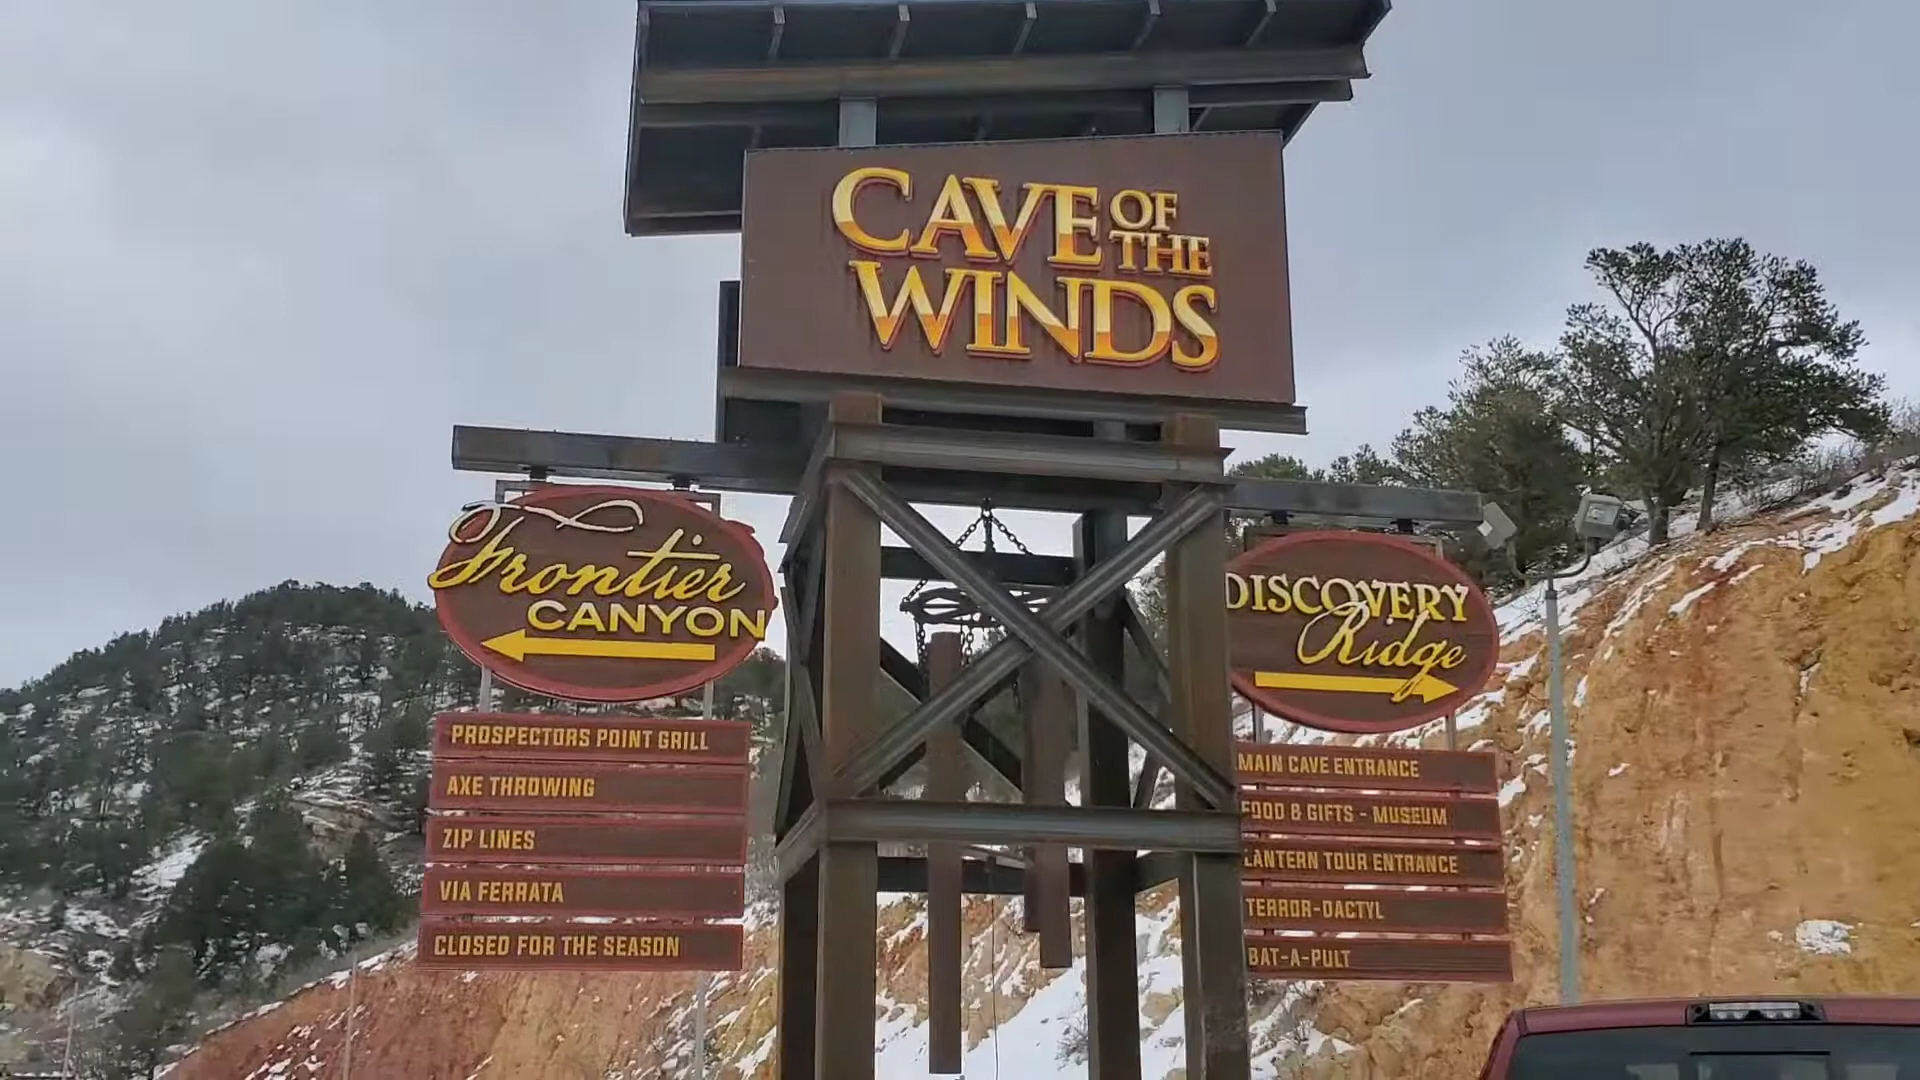 CAVE OF THE
WINDS
Frontier
CANYON
PROSPECTORS POINT GRILL
AXE THROWING
ZIP LINES
VIA FERRATA
CLOSED FOR THE SEASON
DISCOVERY
Ridge
MAIN CAVE ENTRANCE
FOOD & GIFTS - MUSEUM
LANTERN TOUR ENTRANCE
TERROR-DACTYL
BAT-A-PULT